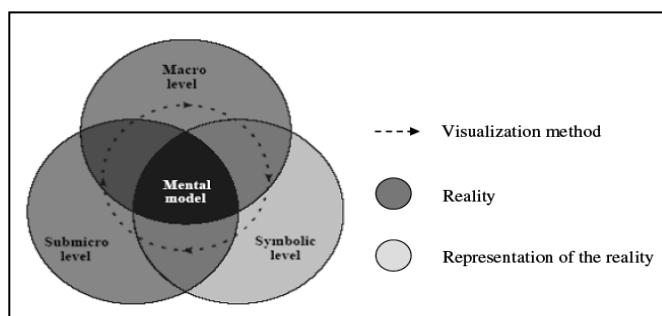 Macro
level
Mental
model
Submicro
level
Symbolic
level
Visualization method
Reality
Representation of the reality